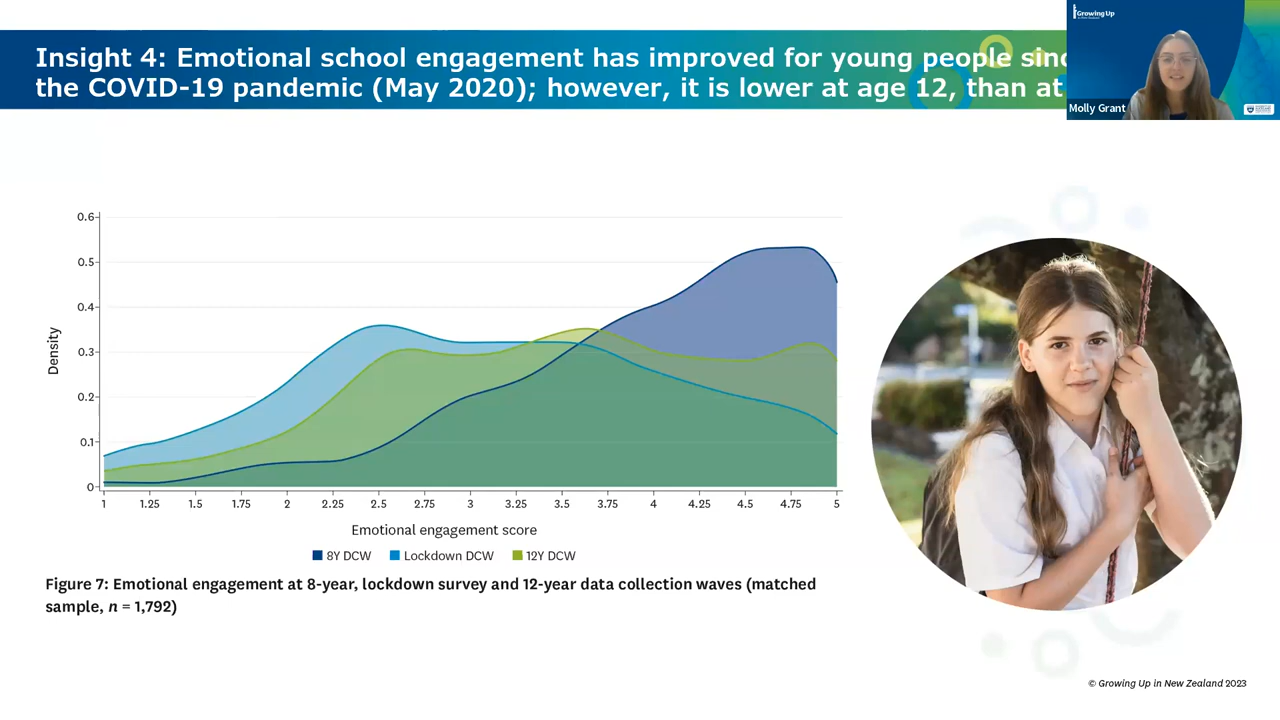 Insight 4: Emotional school engagement has improved for young people sinc
the COVID-19 pandemic (May 2020); however, it is lower at age 12, than at
Growing Up
Molly Grant
0.6
0.5
0.4
0.3
0.2
0.1
0
Density
1 1.25 1.5 1.75 2 2.25 2.5 2.75 3 3.25 3.5 3.75 4 4.25 4.5 4.75 5
Emotional engagement score
8Y DCW Lockdown DCW 12Y DCW
Figure 7: Emotional engagement at 8-year, lockdown survey and 12-year data collection waves (matched
sample, n = 1,792)
© Growing Up in New Zealand 2023